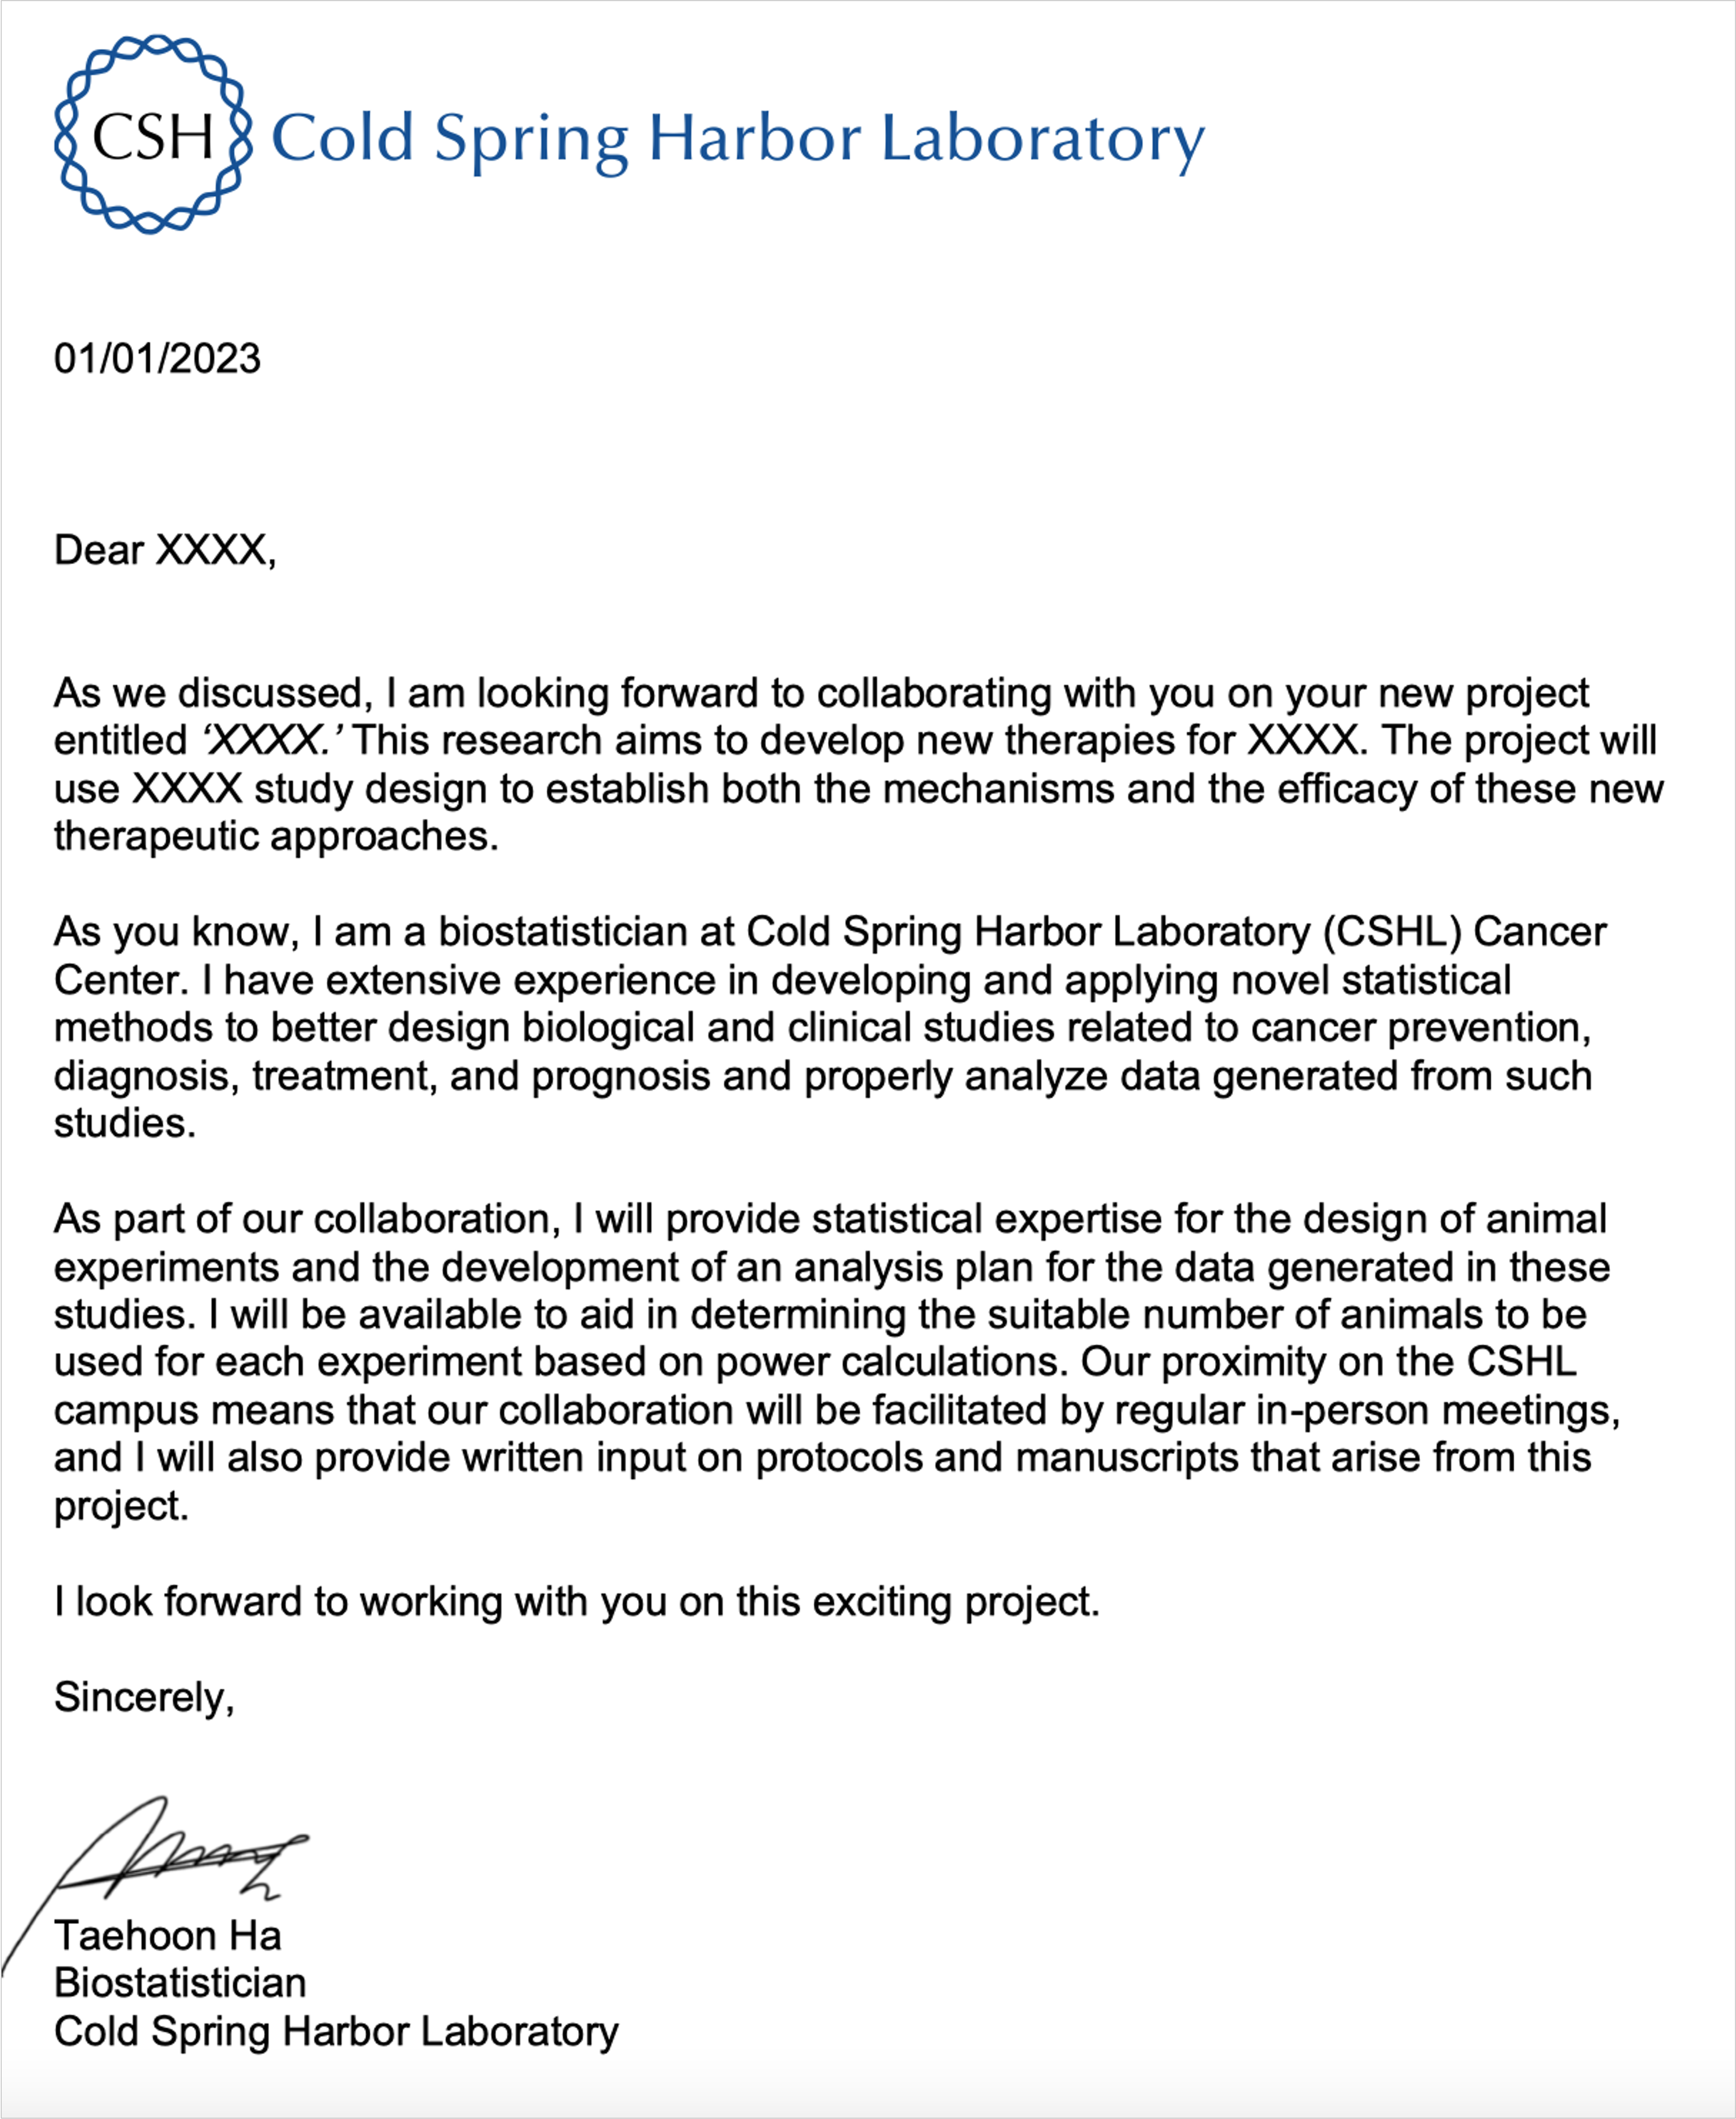 CSH Cold Spring Harbor Laboratory
01/01/2023
Dear XXXX,
As we discussed, I am looking forward to collaborating with you on your new project
entitled ‘XXXX.’ This research aims to develop new therapies for XXXX. The project will
use XXXX study design to establish both the mechanisms and the efficacy of these new
therapeutic approaches.
As you know, I am a biostatistician at Cold Spring Harbor Laboratory (CSHL) Cancer
Center. I have extensive experience in developing and applying novel statistical
methods to better design biological and clinical studies related to cancer prevention,
diagnosis, treatment, and prognosis and properly analyze data generated from such
studies.
As part of our collaboration, I will provide statistical expertise for the design of animal
experiments and the development of an analysis plan for the data generated in these
studies. I will be available to aid in determining the suitable number of animals to be
used for each experiment based on power calculations. Our proximity on the CSHL
campus means that our collaboration will be facilitated by regular in-person meetings,
and I will also provide written input on protocols and manuscripts that arise from this
project.
I look forward to working with you on this exciting project.
Sincerely,
Taehoon Ha
Biostatistician
Cold Spring Harbor Laboratory